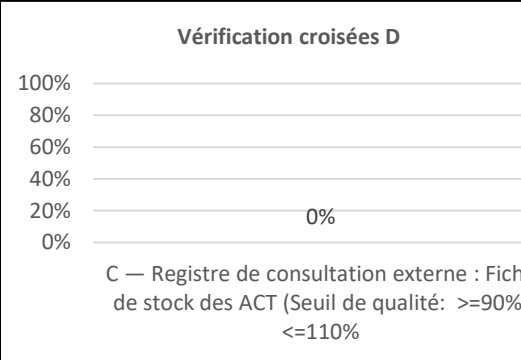 Vérification croisées D
100%
80%
60%
40%
20%
0%
0%
C — Registre de consultation externe : Fich
de stock des ACT (Seuil de qualité:  >=90%
<=110%